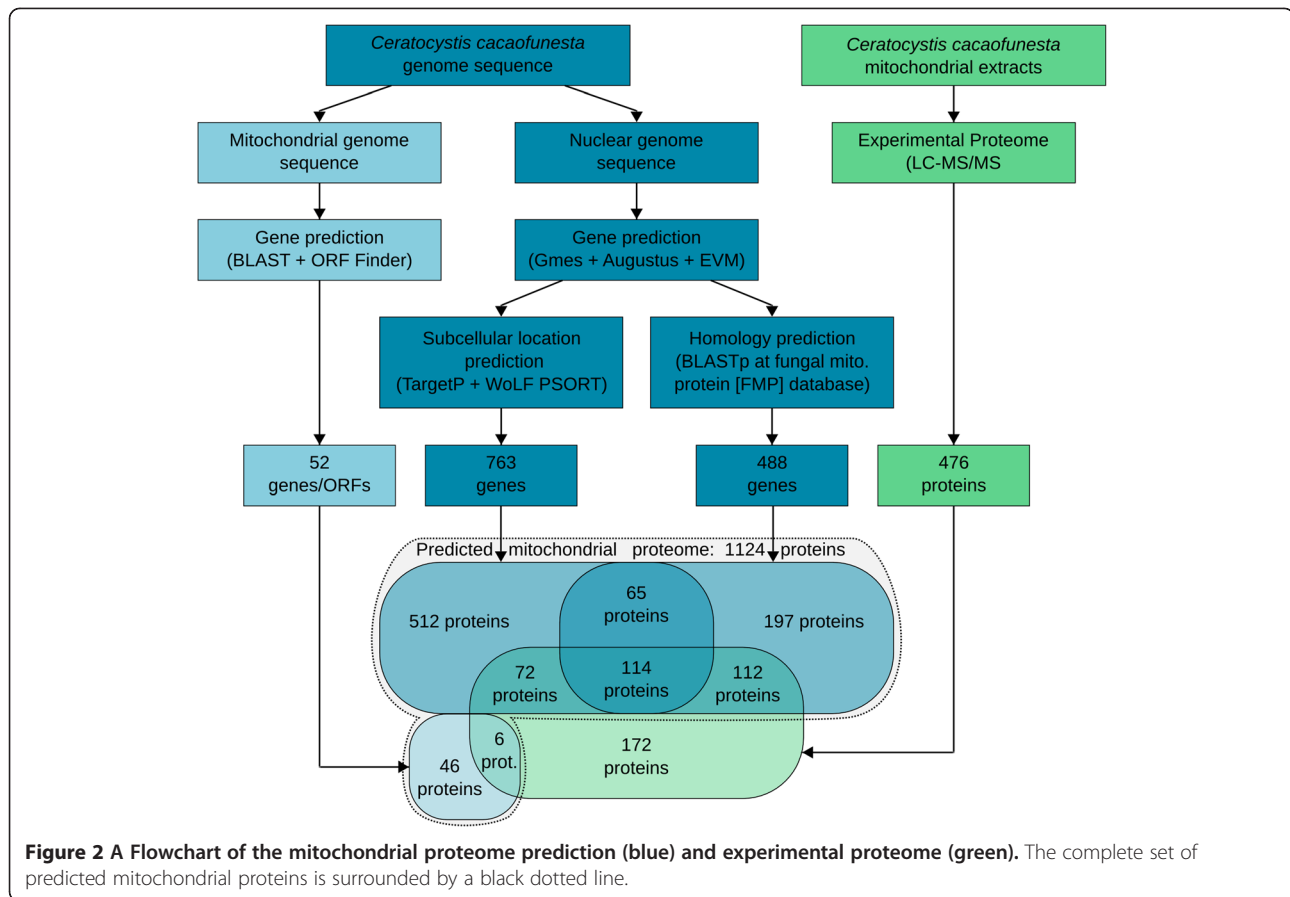 Ceratocystis cacaofunesta
genome sequence
Ceratocystis cacaofunesta
mitochondrial extracts
Mitochondrial genome
sequence
Nuclear genome
sequence
Experimental Proteome
(LC-MS/MS
Gene prediction
(BLAST + ORF Finder)
Gene prediction
(Gmes + Augustus + EVM)
Subcellular location
prediction
(TargetP + WoLF PSORT)
Homology prediction
(BLASTp at fungal mito.
protein [FMP] database)
52
genes/ORFs
763
genes
488
genes
476
proteins
Predicted mitochondrial proteome: 1124 proteins
512 proteins
65
proteins
197 proteins
72
proteins
114
proteins
112
proteins
46
proteins
6
prot.
172
proteins
Figure 2 A Flowchart of the mitochondrial proteome prediction (blue) and experimental proteome (green). The complete set of
predicted mitochondrial proteins is surrounded by a black dotted line.